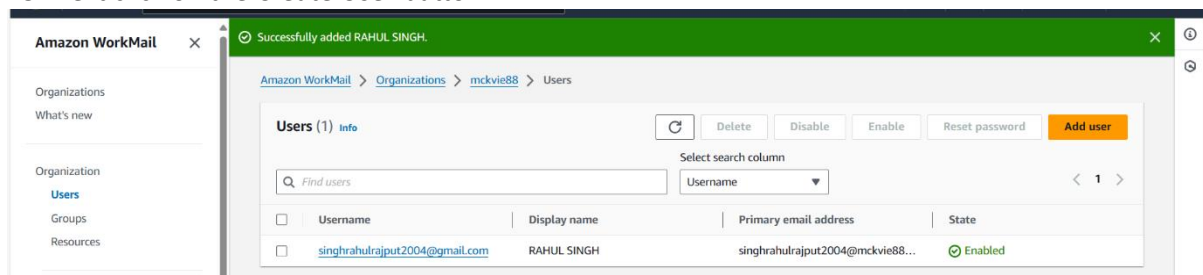 Amazon WorkMail
Successfully added RAHUL SINGH.
Organizations
What's new
Organization
Users
Groups
Resources
Amazon WorkMail > Organizations > mckvie88 > Users
Users (1) Info
Delete Disable Enable Reset password Add user
Select search column
Find users
Username
< 1 >
Username Display name Primary email address State
singhrahulrajput2004@gmail.com RAHUL SINGH singhrahulrajput2004@mckvie88... Enabled